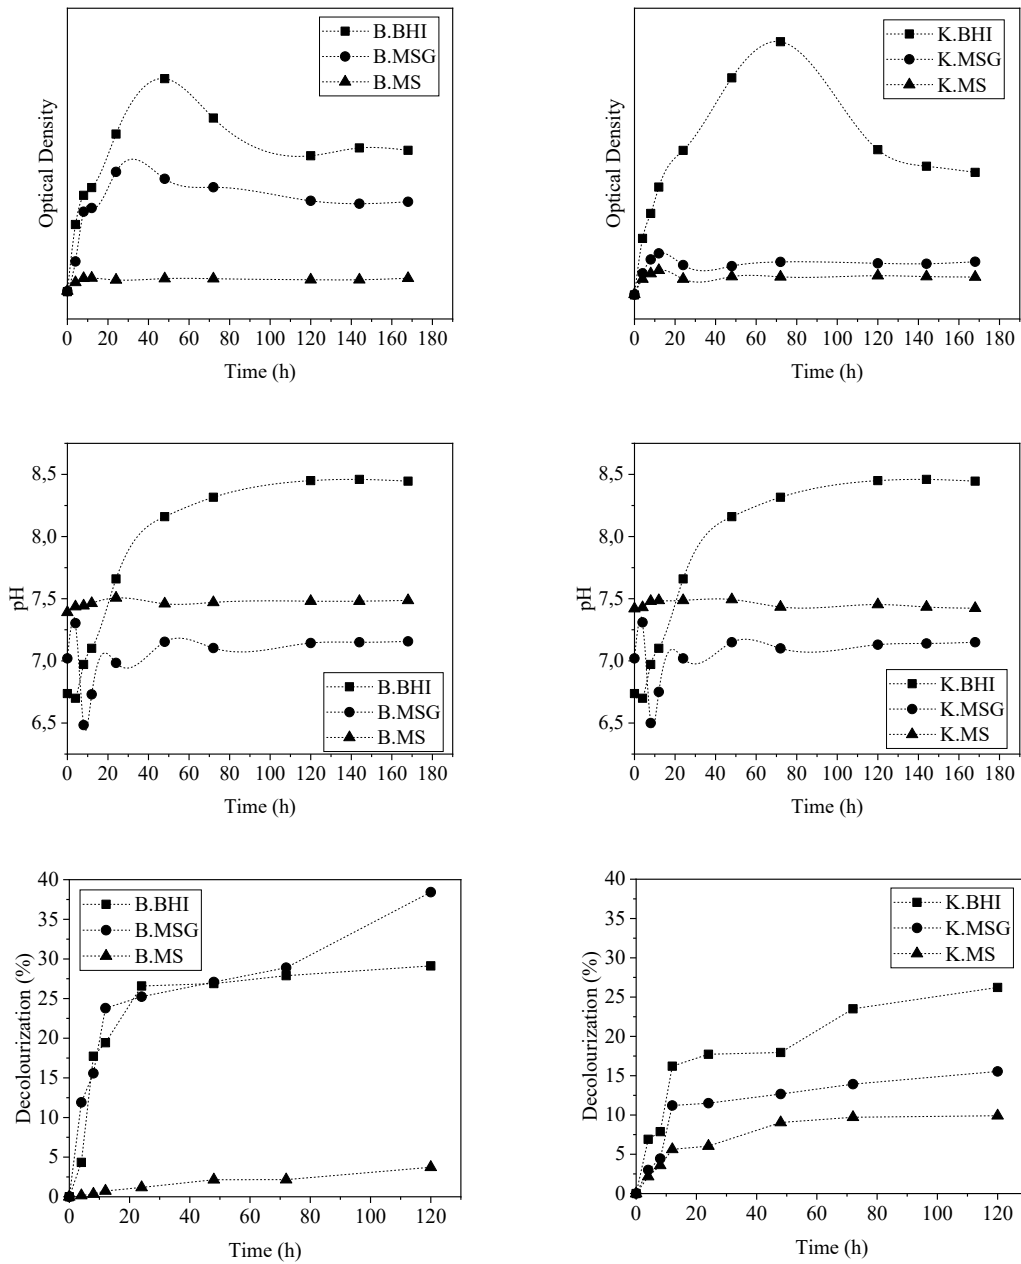 B.BHI
B.MSG
B.MS
Optical Density
0 20 40 60 80 100 120 140 160 180
Time (h)
K.BHI
K.MSG
K.MS
Optical Density
0 20 40 60 80 100 120 140 160 180
Time (h)
8,5
8,0
7,5
7,0
6,5
pH
B.BHI
B.MSG
B.MS
0 20 40 60 80 100 120 140 160 180
Time (h)
8,5
8,0
7,5
7,0
6,5
pH
K.BHI
K.MSG
K.MS
0 20 40 60 80 100 120 140 160 180
Time (h)
40
35
30
25
20
15
10
5
0
Decolourization (%)
B.BHI
B.MSG
B.MS
0 20 40 60 80 100 120
Time (h)
40
35
30
25
20
15
10
5
0
Decolourization (%)
K.BHI
K.MSG
K.MS
0 20 40 60 80 100 120
Time (h)